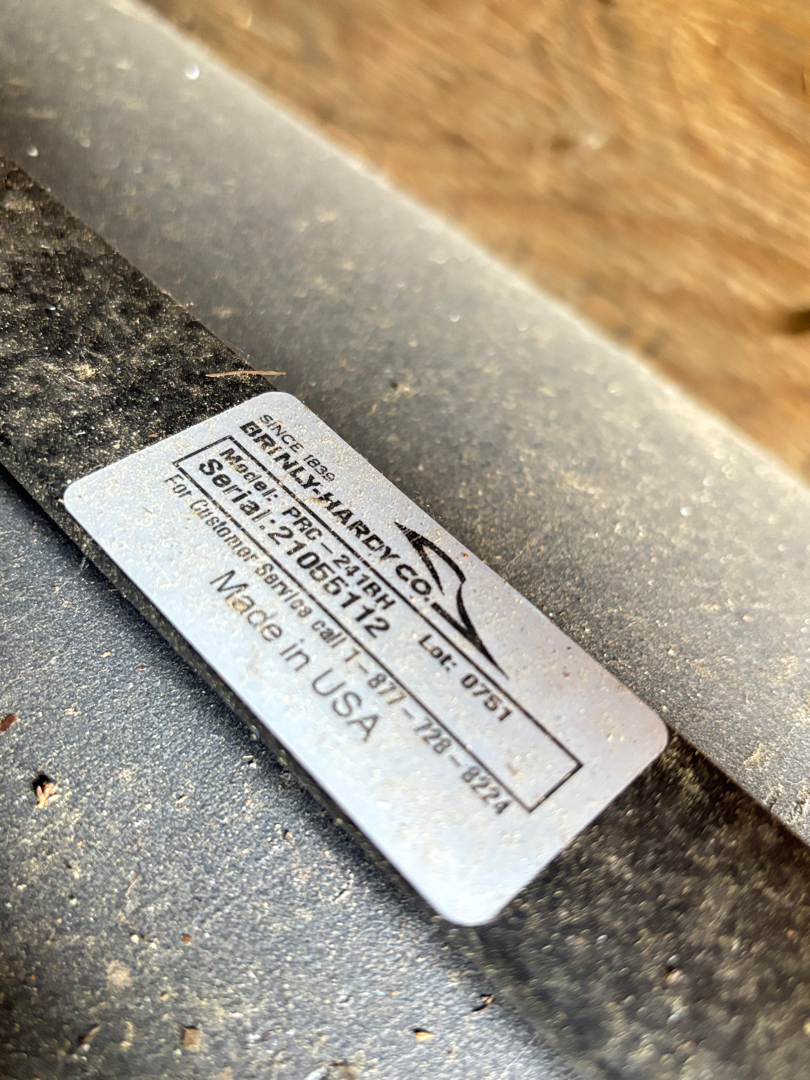 SINCE 1839
BRINLY-HARDY CO.
Model: PRC-241BH Lot: 0751
Serial: 21055112
For Customer Service call 1-877-728-8224
Made in USA